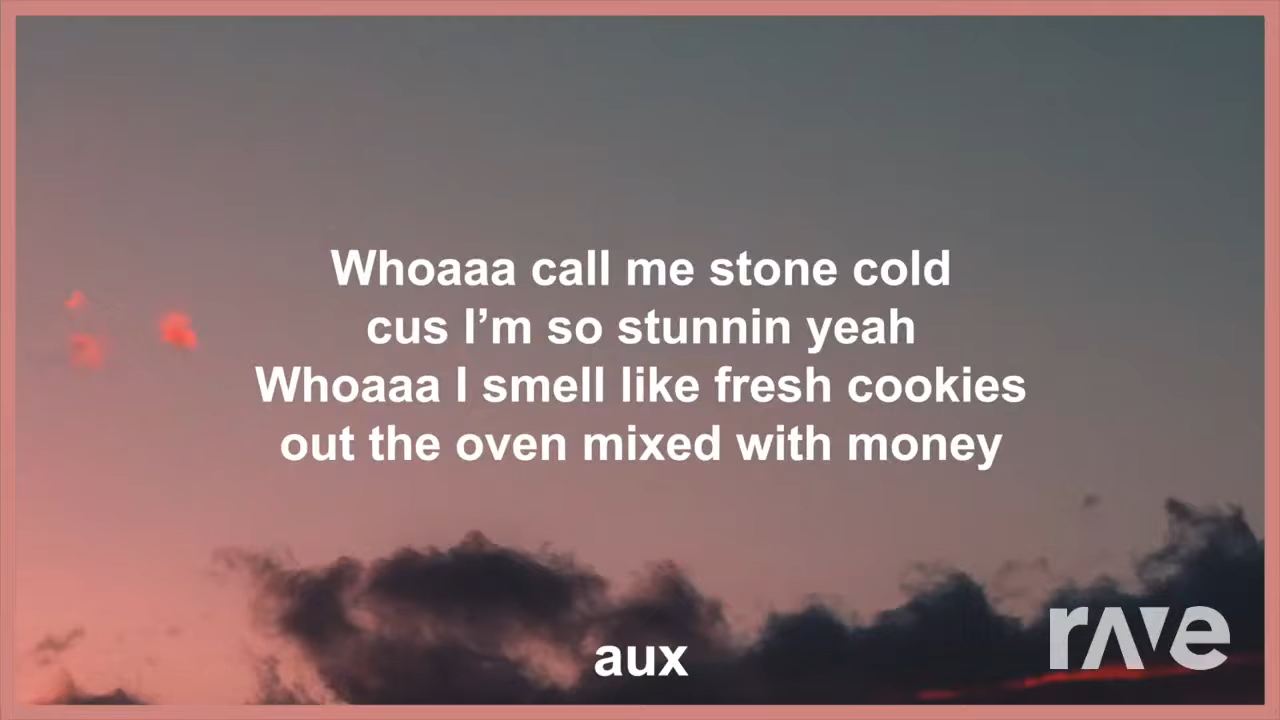 Whoaaa call me stone cold
cus I’m so stunnin yeah
Whoaaa I smell like fresh cookies
out the oven mixed with money
aux
rave